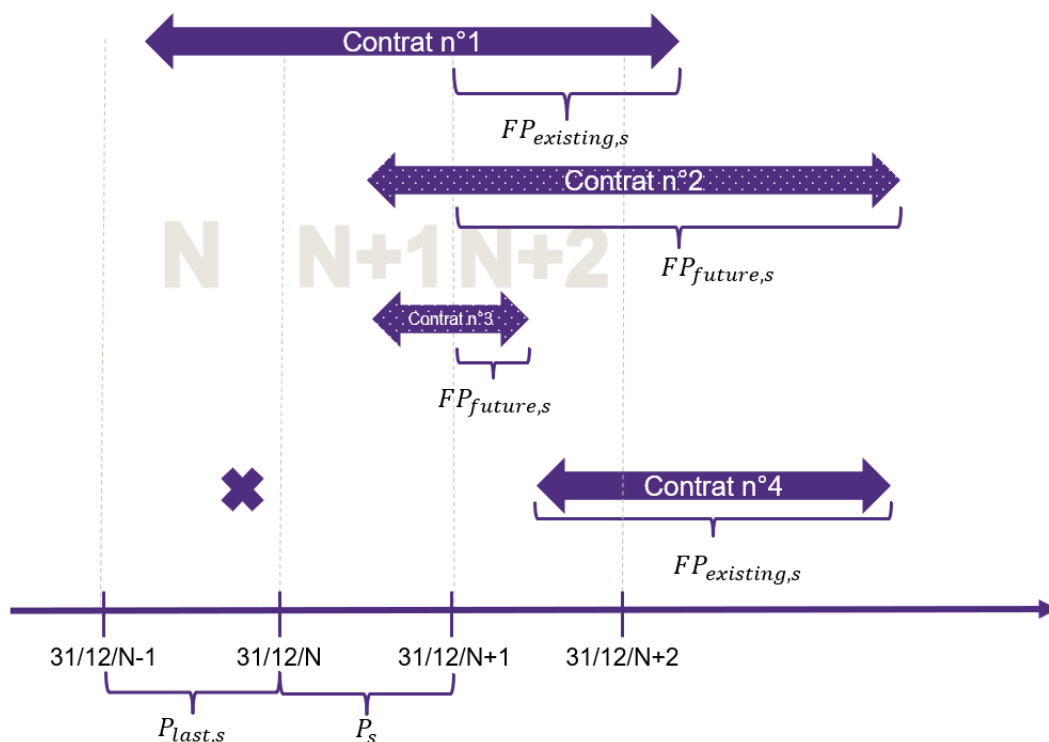 Contrat n°1
FP_existing,s
Contrat n°2
N N+1 N+2
FP_future,s
Contrat n°3
FP_future,s
Contrat n°4
FP_existing,s
31/12/N-1 31/12/N 31/12/N+1 31/12/N+2
P_last,s P_s